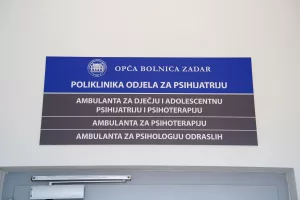 OPĆA BOLNICA ZADAR
POLIKLINIKA ODJELA ZA PSIHIJATRIJU
AMBULANTA ZA DJEČJU I ADOLESCENTNU
PSIHIJATRIJU I PSIHOTERAPIJU
AMBULANTA ZA PSIHOTERAPIJU
AMBULANTA ZA PSIHOLOGIJU ODRASLIH